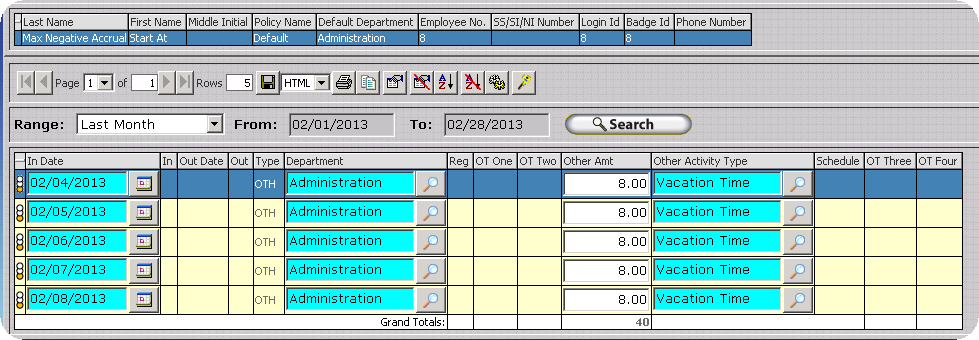 Last Name First Name Middle Initial Policy Name Default Department Employee No. SS/SI/NI Number Login Id Badge Id Phone Number
Max Negative Accrual Start At Default Administration 8 8 8
Page 1 of 1 Rows 5 HTML
Range: Last Month From: 02/01/2013 To: 02/28/2013 Search
In Date In Out Date Out Type Department Reg OT One OT Two Other Amt Other Activity Type Schedule OT Three OT Four
02/04/2013 OTH Administration 8.00 Vacation Time
02/05/2013 OTH Administration 8.00 Vacation Time
02/06/2013 OTH Administration 8.00 Vacation Time
02/07/2013 OTH Administration 8.00 Vacation Time
02/08/2013 OTH Administration 8.00 Vacation Time
Grand Totals: 40